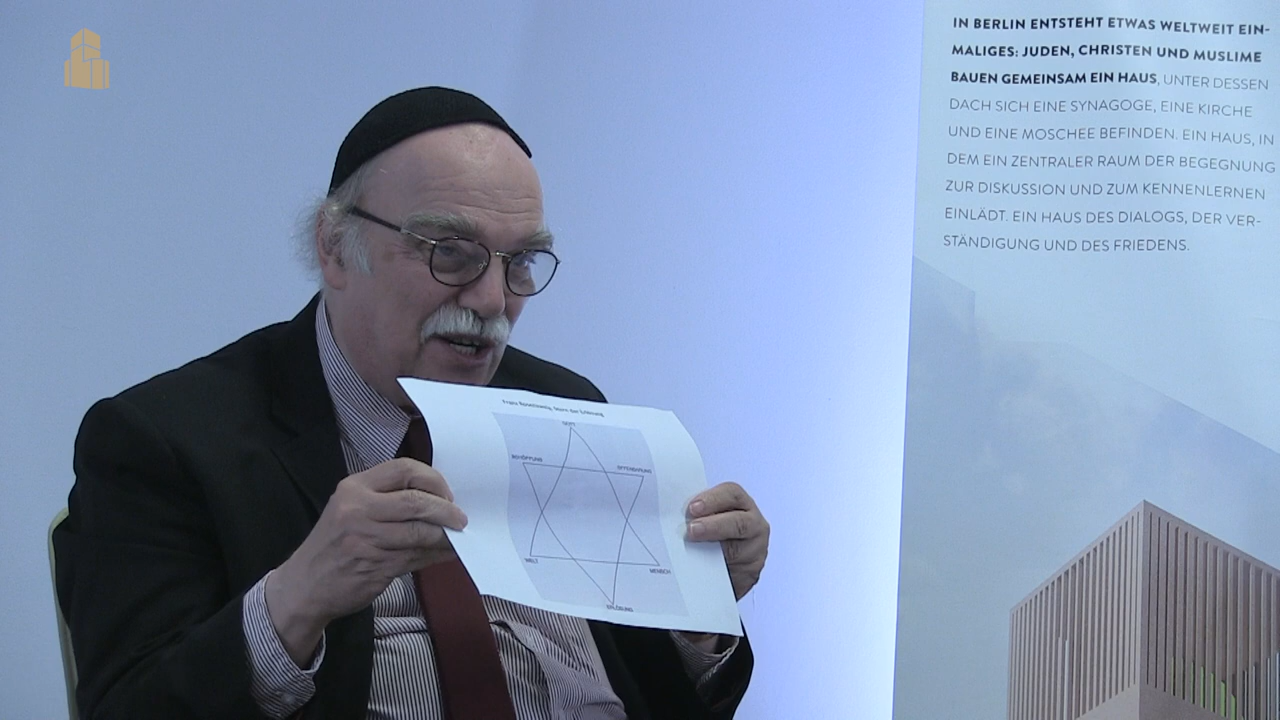 IN BERLIN ENTSTEHT ETWAS WELTWEIT EIN-
MALIGES: JUDEN, CHRISTEN UND MUSLIME
BAUEN GEMEINSAM EIN HAUS, UNTER DESSEN
DACH SICH EINE SYNAGOGE, EINE KIRCHE
UND EINE MOSCHEE BEFINDEN. EIN HAUS, IN
DEM EIN ZENTRALER RAUM DER BEGEGNUNG
ZUR DISKUSSION UND ZUM KENNENLERNEN
EINLÄDT. EIN HAUS DES DIALOGS, DER VER-
STÄNDIGUNG UND DES FRIEDENS.
Franz Rosenzweig, Stern der Erlösung
GOTT
SCHÖPFUNG
OFFENBARUNG
WELT
MENSCH
ERLÖSUNG